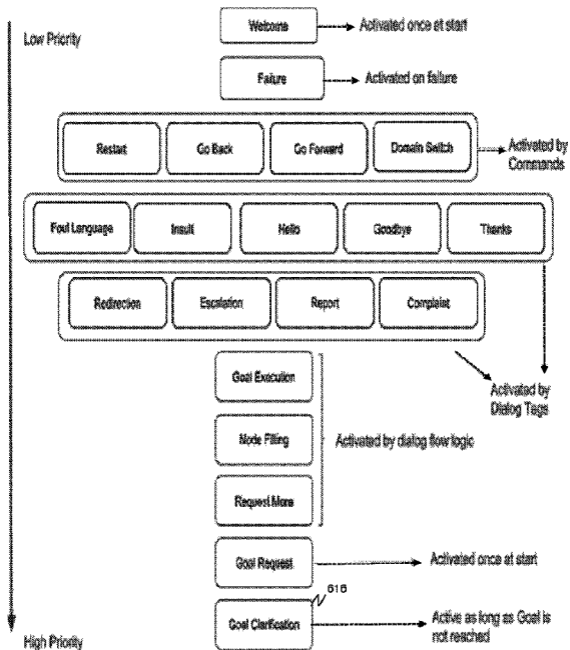 Low Priority
Welcome
Activated once at start
Failure
Activated on failure
Restart
Go Back
Go Forward
Domain Switch
Activated by
Commands
Foul Language
Insult
Hello
Goodbye
Thanks
Redirection
Escalation
Report
Complaint
Activated by
Dialog Tags
Goal Execution
Node Filling
Activated by dialog flow logic
Request More
Goal Request
Activated once at start
616
Goal Clarification
Active as long as Goal is
not reached
High Priority